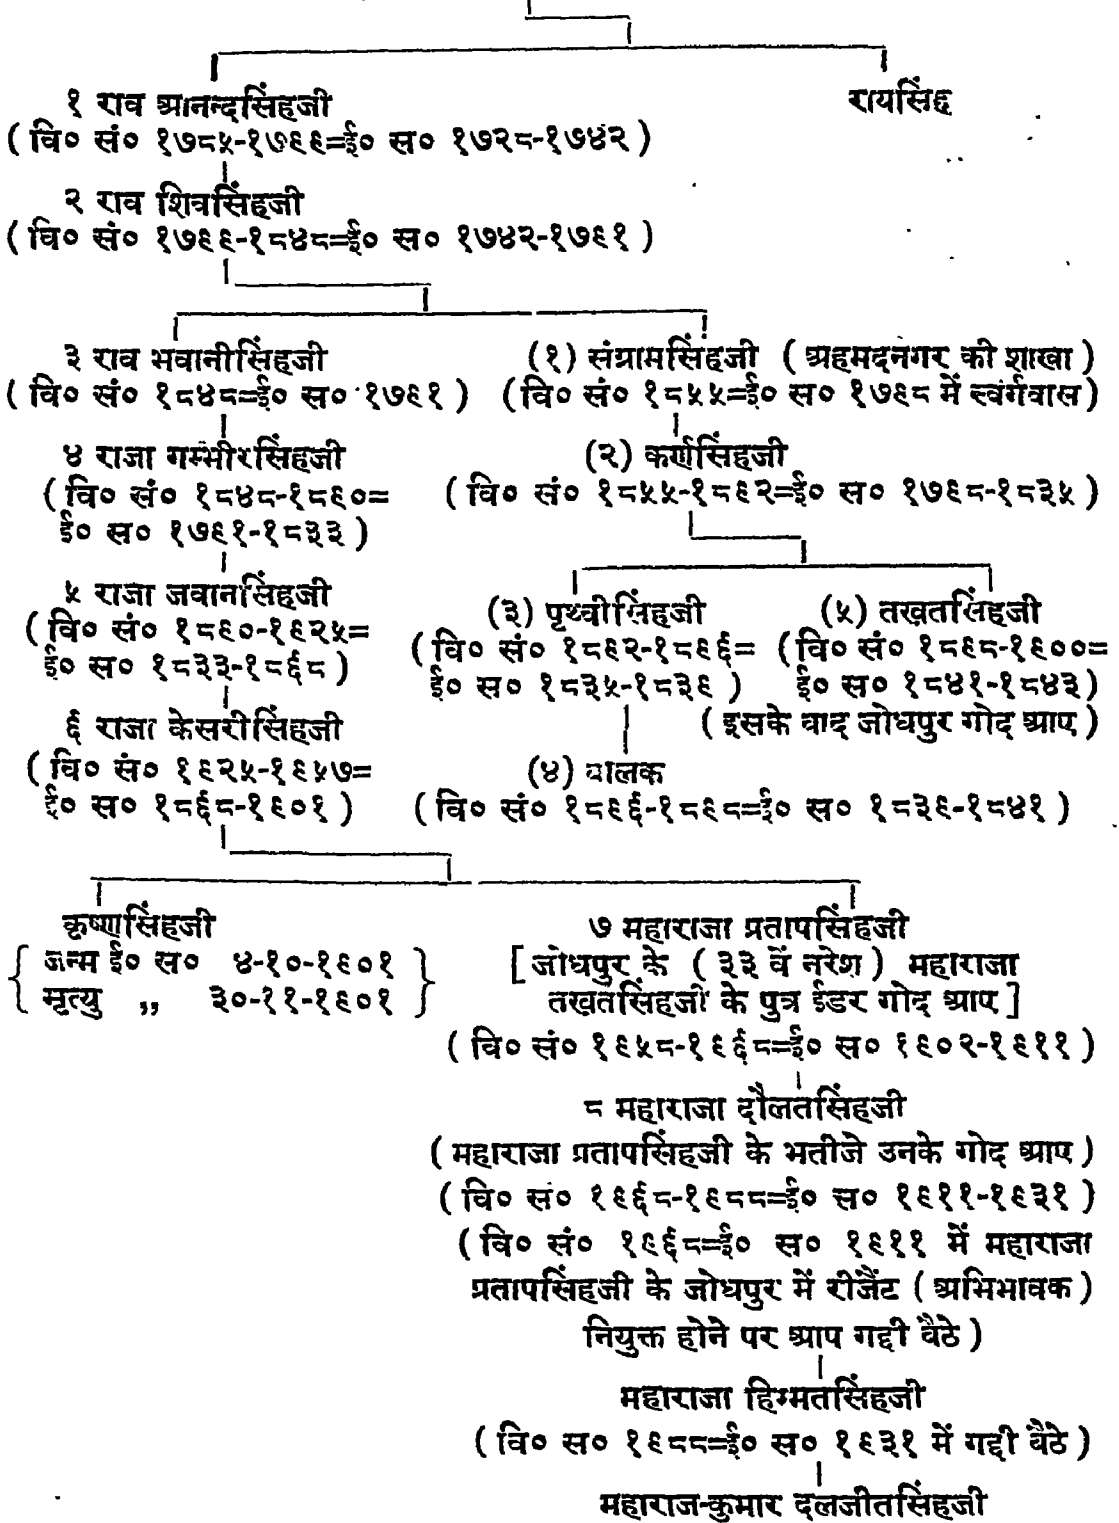 १ राव आनन्दसिंहजी
रायसिंह
( वि० सं० १७८५-१७९९=ई० स० १७२८-१७४२ )
२ राव शिवसिंहजी
( वि० सं० १७९९-१८४८=ई० स० १७४२-१७९१ )
३ राव भवानीसिंहजी
( वि० सं० १८४८=ई० स० १७९१ )
४ राजा गम्भीरसिंहजी
( वि० सं० १८४८-१८९०=
ई० स० १७९१-१८३३ )
५ राजा जवानसिंहजी
( वि० सं० १८९०-१९२५=
ई० स० १८३३-१८६८ )
६ राजा केसरीसिंहजी
( वि० सं० १९२५-१९५७=
ई० स० १८६८-१९०१ )
(१) संग्रामसिंहजी ( अहमदनगर की शाखा )
(वि० सं० १८५५=ई० स० १७९८ में स्वर्गवास)
(२) कर्णसिंहजी
( वि० सं० १८५५-१८९२=ई० स० १७९८-१८३५ )
(३) पृथ्वीसिंहजी
( वि० सं० १८९२-१८९६=
ई० स० १८३५-१८३९ )
(५) तखतसिंहजी
( वि० सं० १८९८-१९००=
ई० स० १८४१-१८४३)
( इसके बाद जोधपुर गोद आए )
(४) बालक
( वि० सं० १८९६-१८९८=ई० स० १८३९-१८४१ )
कृष्णसिंहजी
{ जन्म ई० स० ४-१०-१९०१ }
{ मृत्यु ,, ३०-११-१९०१ }
७ महाराजा प्रतापसिंहजी
[ जोधपुर के ( ३३ वें नरेश ) महाराजा
तखतसिंहजी के पुत्र ईडर गोद आए ]
( वि० सं० १९५८-१९६८=ई० स० १९०२-१९११ )
८ महाराजा दौलतसिंहजी
( महाराजा प्रतापसिंहजी के भतीजे उनके गोद आए )
( वि० सं० १९६८-१९८८=ई० स० १९११-१९३१ )
( वि० सं० १९६८=ई० स० १९११ में महाराजा
प्रतापसिंहजी के जोधपुर में रीजैंट ( अभिभावक )
नियुक्त होने पर आप गद्दी बैठे )
महाराजा हिम्मतसिंहजी
( वि० स० १९८८=ई० स० १९३१ में गद्दी बैठे )
महाराज-कुमार दलजीतसिंहजी